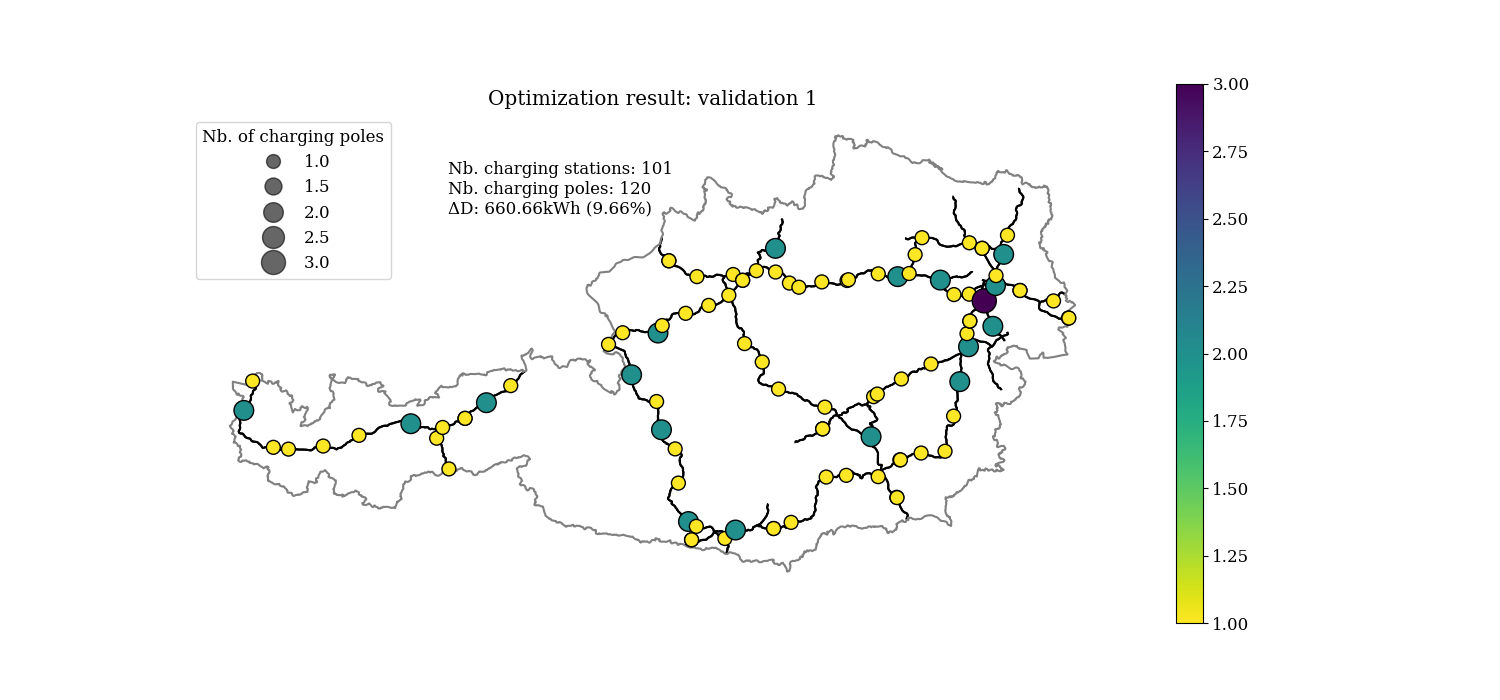 Optimization result: validation 1
Nb. of charging poles
1.0
1.5
2.0
2.5
3.0
Nb. charging stations: 101
Nb. charging poles: 120
ΔD: 660.66kWh (9.66%)
3.00
2.75
2.50
2.25
2.00
1.75
1.50
1.25
1.00